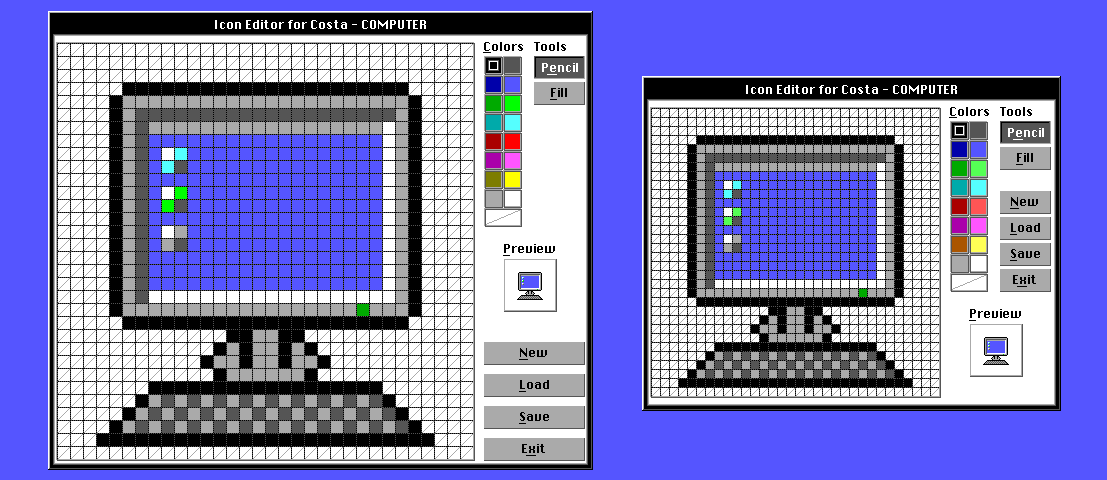 Icon Editor for Costa - COMPUTER
Colors Tools
Pencil
Fill
Preview
New
Load
Save
Exit
Icon Editor for Costa - COMPUTER
Colors Tools
Pencil
Fill
New
Load
Save
Exit
Preview